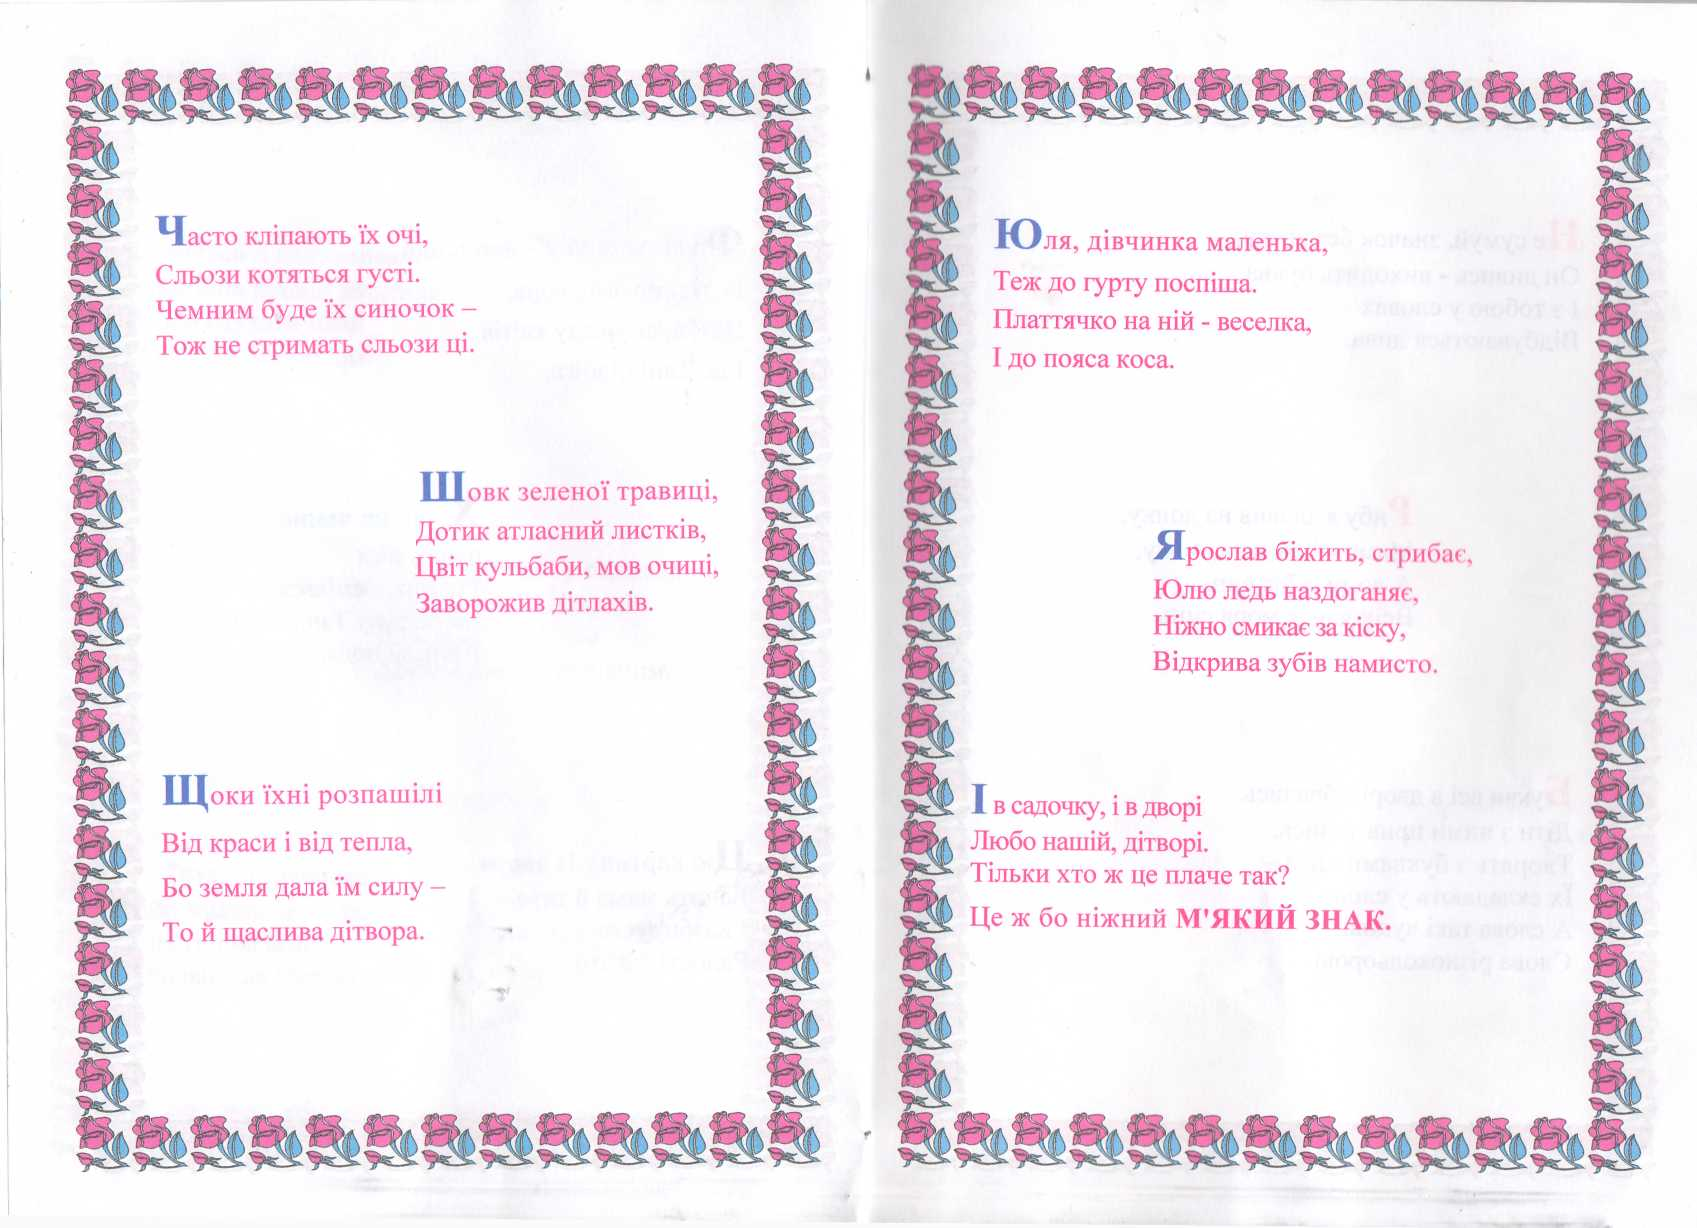 Часто кліпають їх очі,
Сльози котяться густі.
Чемним буде їх синочок –
Тож не стримать сльози ці.
Шовк зеленої травиці,
Дотик атласний листків,
Цвіт кульбаби, мов очиці,
Заворожив дітлахів.
Щоки їхні розпашілі
Від краси і від тепла,
Бо земля дала їм силу –
То й щаслива дітвора.
Юля, дівчинка маленька,
Теж до гурту поспіша.
Платтячко на ній - веселка,
І до пояса коса.
Ярослав біжить, стрибає,
Юлю ледь наздоганяє,
Ніжно смикає за кіску,
Відкрива зубів намисто.
І в садочку, і в дворі
Любо нашій, дітворі.
Тільки хто ж це плаче так?
Це ж бо ніжний М'ЯКИЙ ЗНАК.